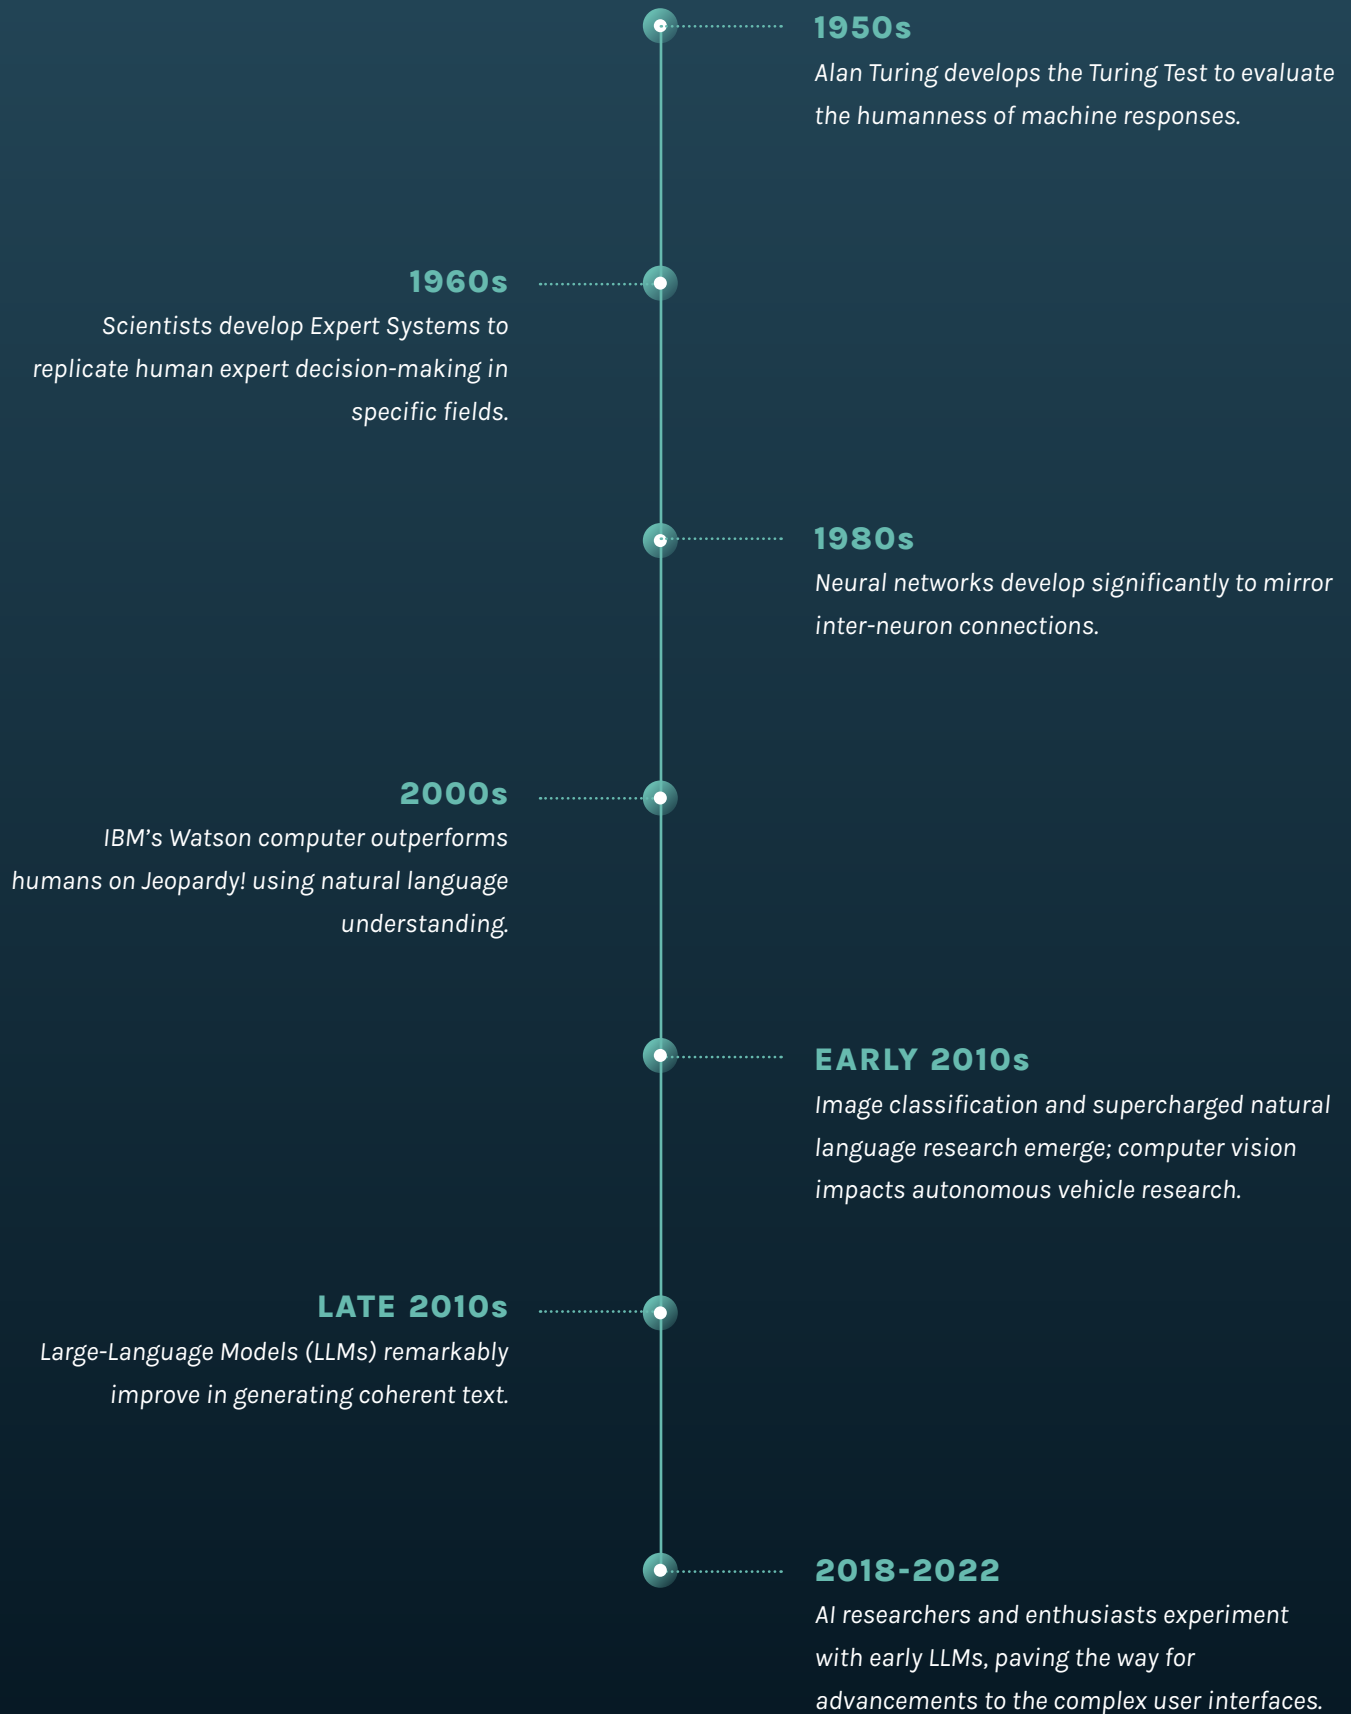 1950s
Alan Turing develops the Turing Test to evaluate
the humanness of machine responses.
1960s
Scientists develop Expert Systems to
replicate human expert decision-making in
specific fields.
1980s
Neural networks develop significantly to mirror
inter-neuron connections.
2000s
IBM’s Watson computer outperforms
humans on Jeopardy! using natural language
understanding.
EARLY 2010s
Image classification and supercharged natural
language research emerge; computer vision
impacts autonomous vehicle research.
LATE 2010s
Large-Language Models (LLMs) remarkably
improve in generating coherent text.
2018-2022
AI researchers and enthusiasts experiment
with early LLMs, paving the way for
advancements to the complex user interfaces.